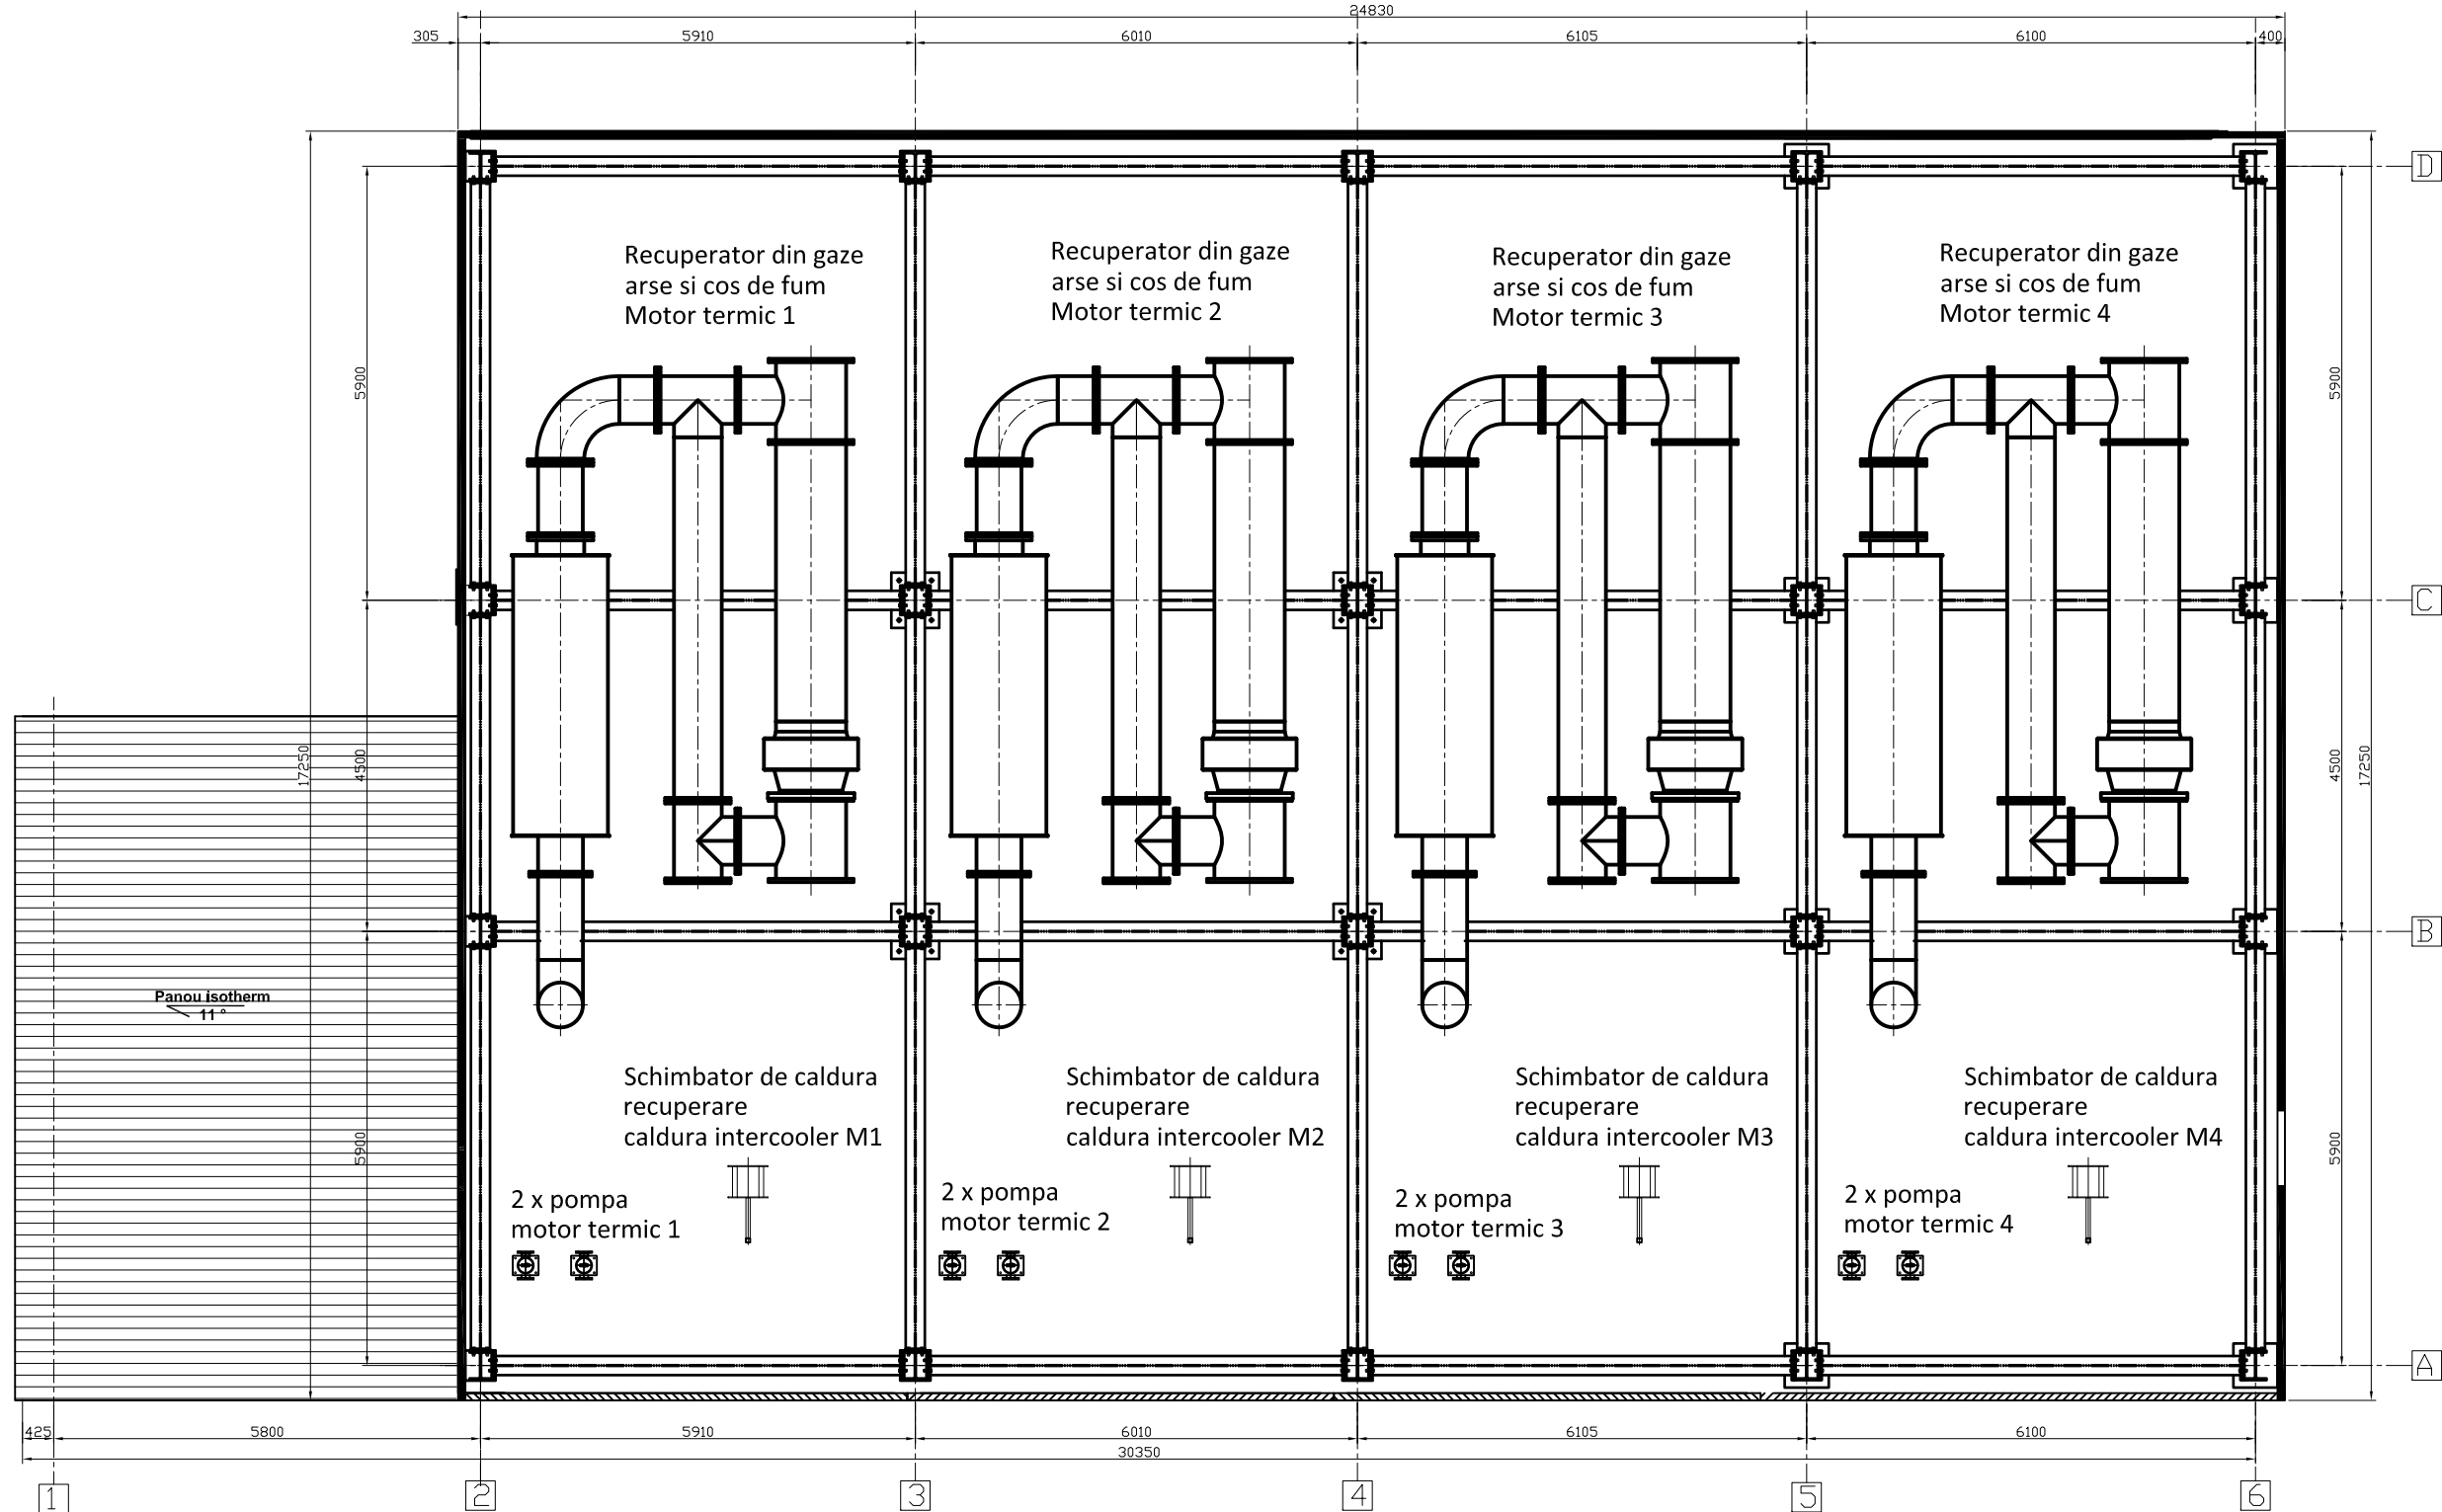 24830
305
5910
6010
6105
6100
400
D
Recuperator din gaze
arse si cos de fum
Motor termic 1
Recuperator din gaze
arse si cos de fum
Motor termic 2
Recuperator din gaze
arse si cos de fum
Motor termic 3
Recuperator din gaze
arse si cos de fum
Motor termic 4
5900
5900
C
17250
4500
4500
17250
B
Panou isotherm
11 °
Schimbator de caldura
recuperare
caldura intercooler M1
Schimbator de caldura
recuperare
caldura intercooler M2
Schimbator de caldura
recuperare
caldura intercooler M3
Schimbator de caldura
recuperare
caldura intercooler M4
5900
5900
2 x pompa
motor termic 1
2 x pompa
motor termic 2
2 x pompa
motor termic 3
2 x pompa
motor termic 4
A
425
5800
5910
6010
6105
6100
30350
1
2
3
4
5
6